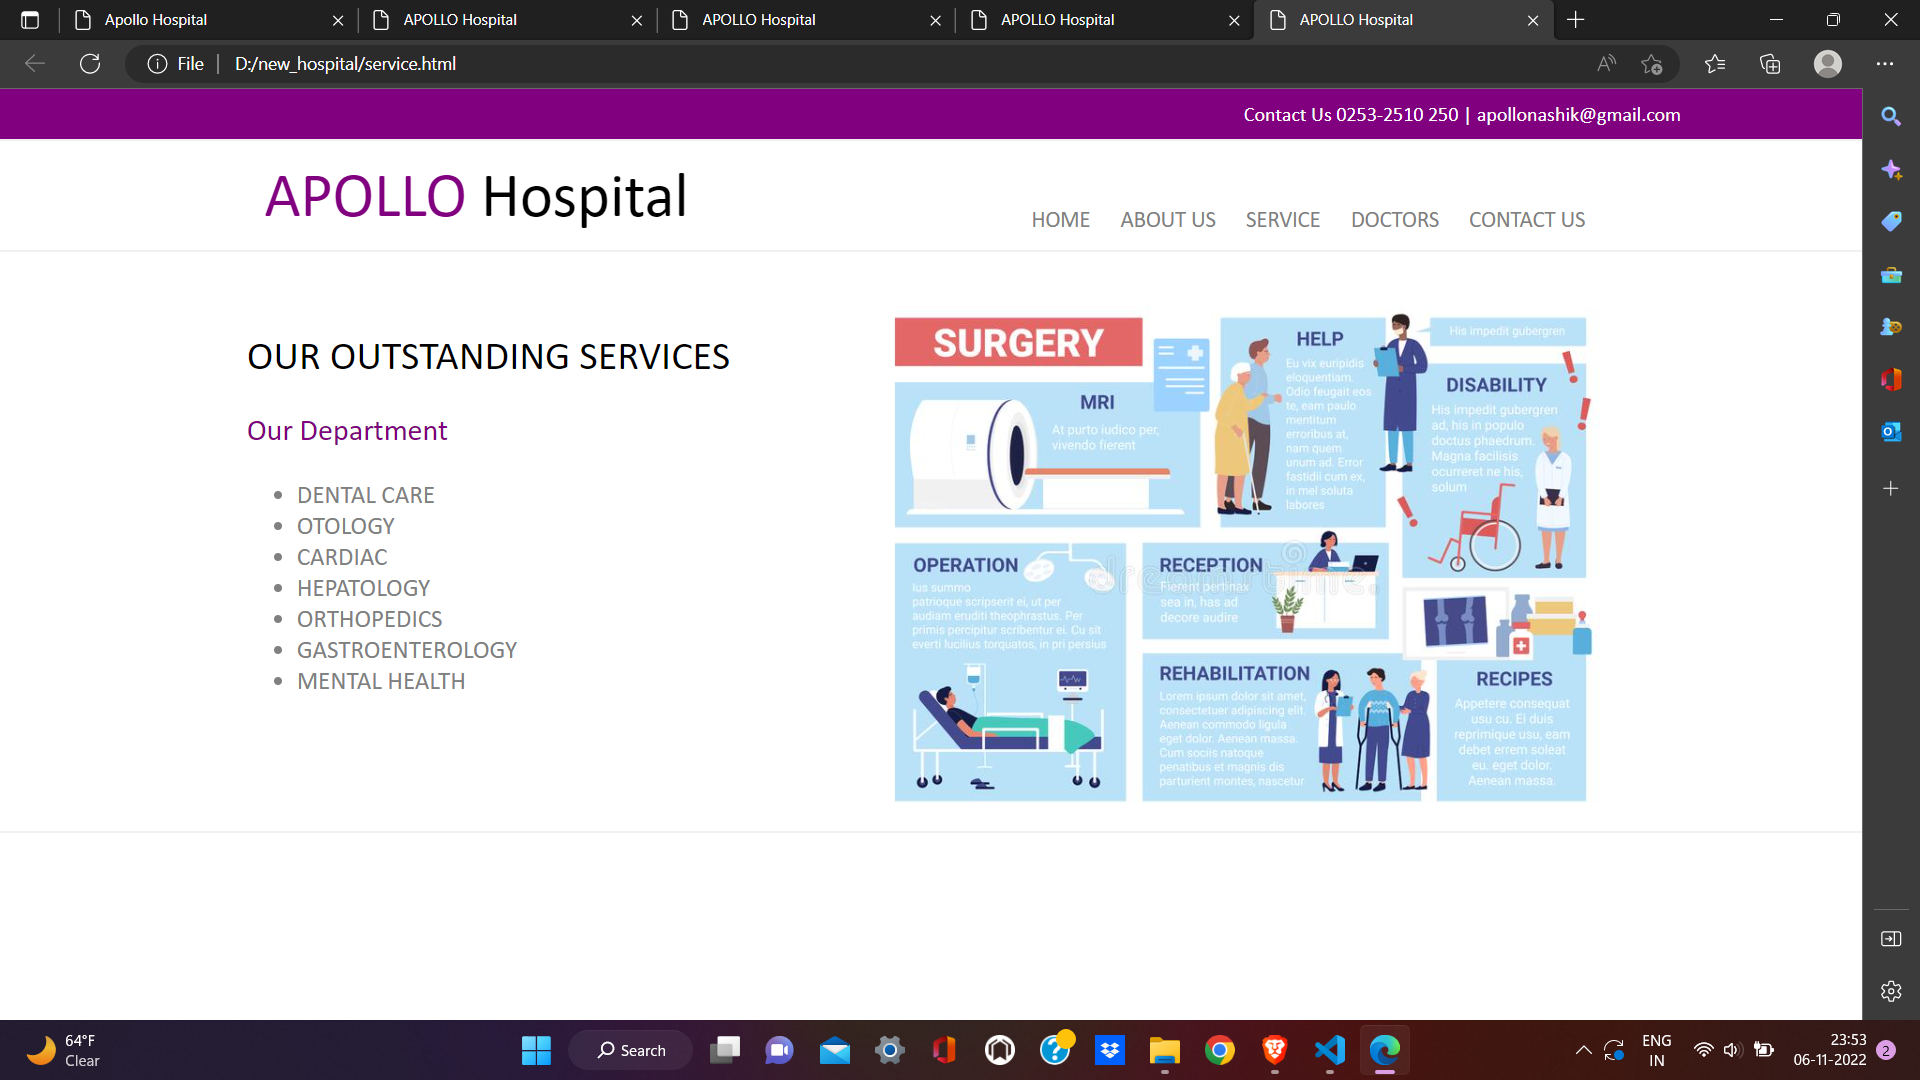 Apollo Hospital
APOLLO Hospital
APOLLO Hospital
APOLLO Hospital
APOLLO Hospital
File
D:/new_hospital/service.html
Contact Us 0253-2510 250 | apollonashik@gmail.com
APOLLO Hospital
HOME ABOUT US SERVICE DOCTORS CONTACT US
OUR OUTSTANDING SERVICES
Our Department
DENTAL CARE
OTOLOGY
CARDIAC
HEPATOLOGY
ORTHOPEDICS
GASTROENTEROLOGY
MENTAL HEALTH
SURGERY
MRI
At purto iudico per,
vivendo fierent
HELP
Eu vix euripidis
eloquentiam.
Odio feugait eos
te, eam paulo
mentitum
erroribus at,
nam quem
unum ad. Error
fastidii cum ex,
in mel soluta
labores
His impedit gubergren
DISABILITY
His impedit gubergren
ad, his in populo
doctus phaedrum.
Magna facilisis
ocurreret ne his,
solum
OPERATION
Ius summo
patrioque scripserit ei, ut per
audiam eruditi theophrastus. Per
primis percipitur scribentur ei. Cu sit
everti lucilius torquatos, in pri persius
RECEPTION
Fierent pertinax
sea in, has ad
decore audire
dreamstime.
REHABILITATION
Lorem ipsum dolor sit amet,
consectetuer adipiscing elit.
Aenean commodo ligula
eget dolor. Aenean massa.
Cum sociis natoque
penatibus et magnis dis
parturient montes, nascetur
RECIPES
Appetere consequat
usu cu. Ei duis
reprimique usu, eam
debet errem soleat
eu. eget dolor.
Aenean massa.
64°F
Clear
Search
ENG
IN
23:53
06-11-2022
2